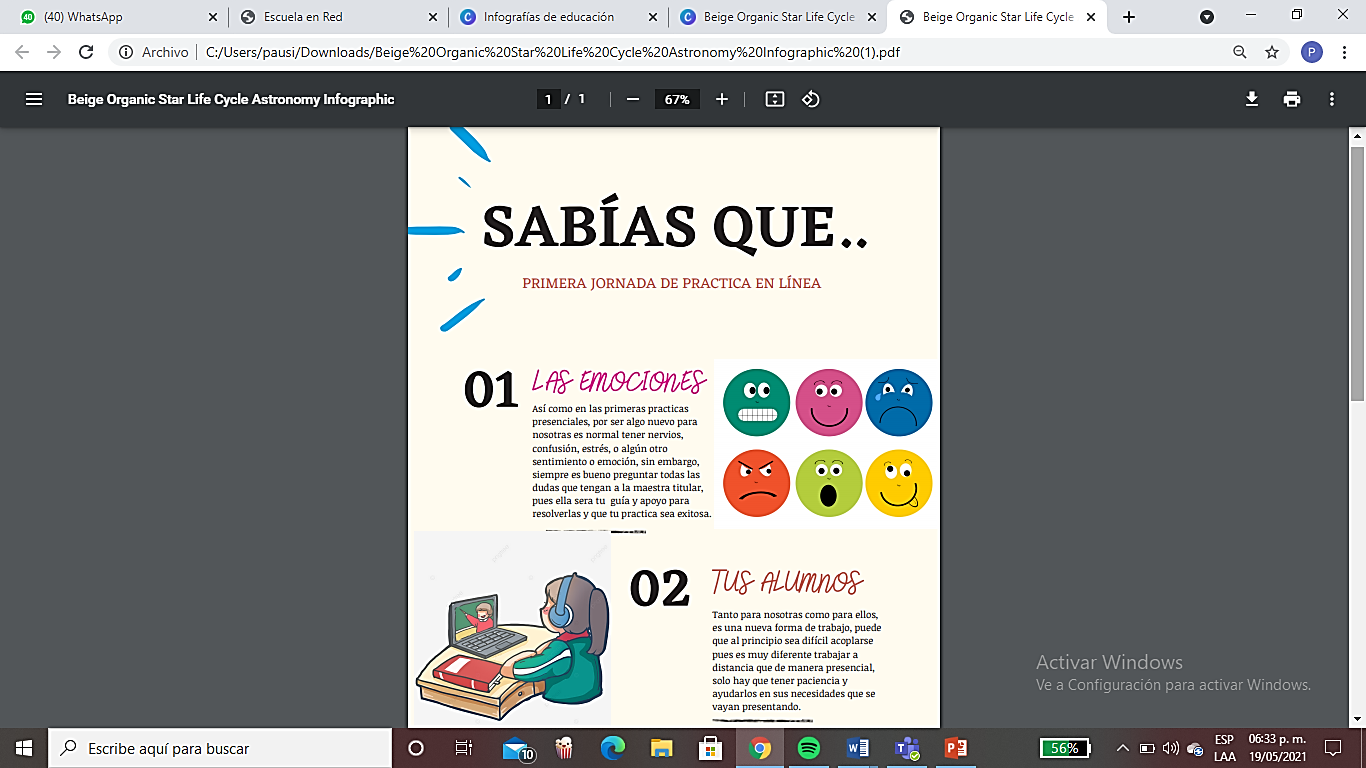 (40) WhatsApp
Escuela en Red
Infografías de educación
Beige Organic Star Life Cycle
Beige Organic Star Life Cycle
Archivo
C:/Users/pausi/Downloads/Beige%20Organic%20Star%20Life%20Cycle%20Astronomy%20Infographic%20(1).pdf
P
Beige Organic Star Life Cycle Astronomy Infographic
1 / 1
67%
SABÍAS QUE..
PRIMERA JORNADA DE PRACTICA EN LÍNEA
01
LAS EMOCIONES
Así como en las primeras practicas
presenciales, por ser algo nuevo para
nosotras es normal tener nervios,
confusión, estrés, o algún otro
sentimiento o emoción, sin embargo,
siempre es bueno preguntar todas las
dudas que tengan a la maestra titular,
pues ella sera tu guía y apoyo para
resolverlas y que tu practica sea exitosa.
02
TUS ALUMNOS
Tanto para nosotras como para ellos,
es una nueva forma de trabajo, puede
que al principio sea difícil acoplarse
pues es muy diferente trabajar a
distancia que de manera presencial,
solo hay que tener paciencia y
ayudarlos en sus necesidades que se
vayan presentando.
Activar Windows
Ve a Configuración para activar Windows.
Escribe aquí para buscar
10
56%
ESP
LAA
06:33 p. m.
19/05/2021